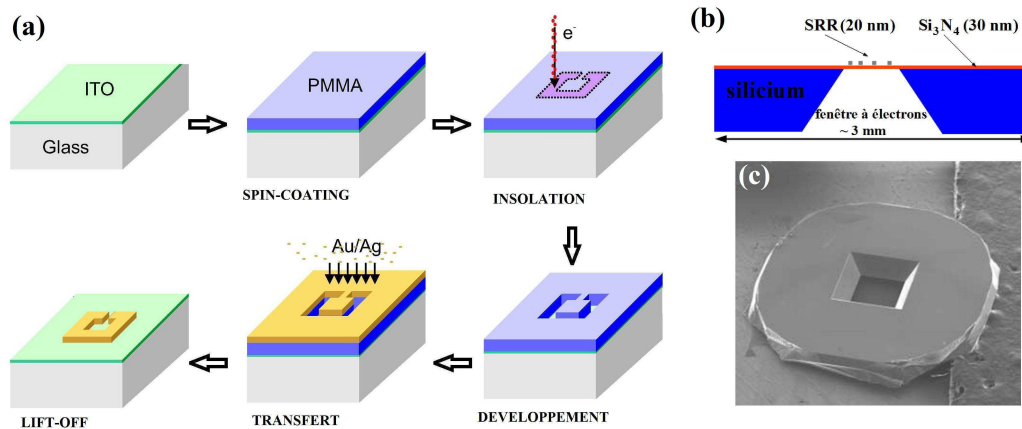 (a)
ITO
Glass
PMMA
SPIN-COATING
e-
INSOLATION
Au/Ag
LIFT-OFF
TRANSFERT
DEVELOPPEMENT
(b)
SRR (20 nm)
Si₃N₄ (30 nm)
silicium
fenêtre à électrons
~ 3 mm
(c)